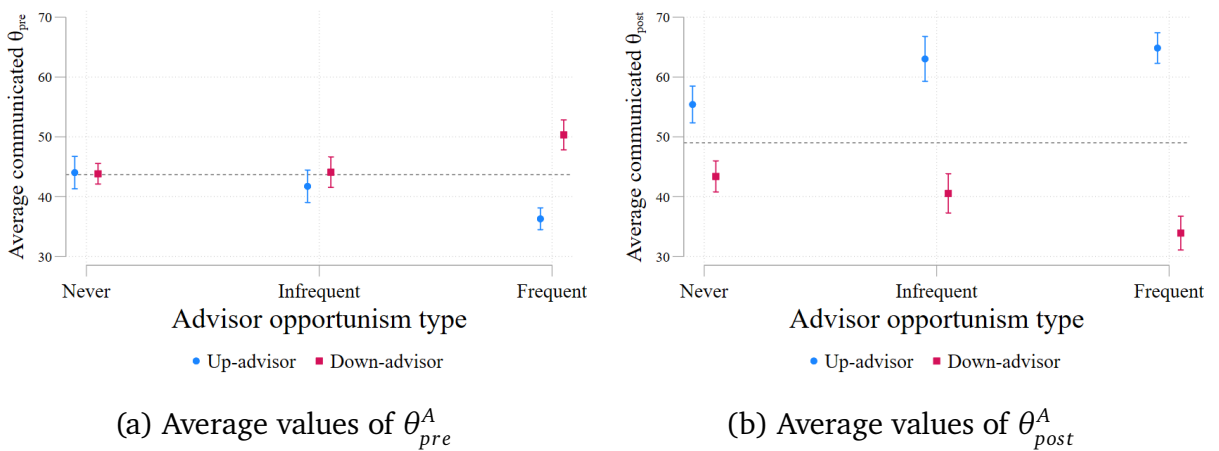 Average communicated θpre
70
60
50
40
30
Never
Infrequent
Frequent
Advisor opportunism type
Up-advisor
Down-advisor
(a) Average values of θ^A_pre
Average communicated θpost
70
60
50
40
30
Never
Infrequent
Frequent
Advisor opportunism type
Up-advisor
Down-advisor
(b) Average values of θ^A_post